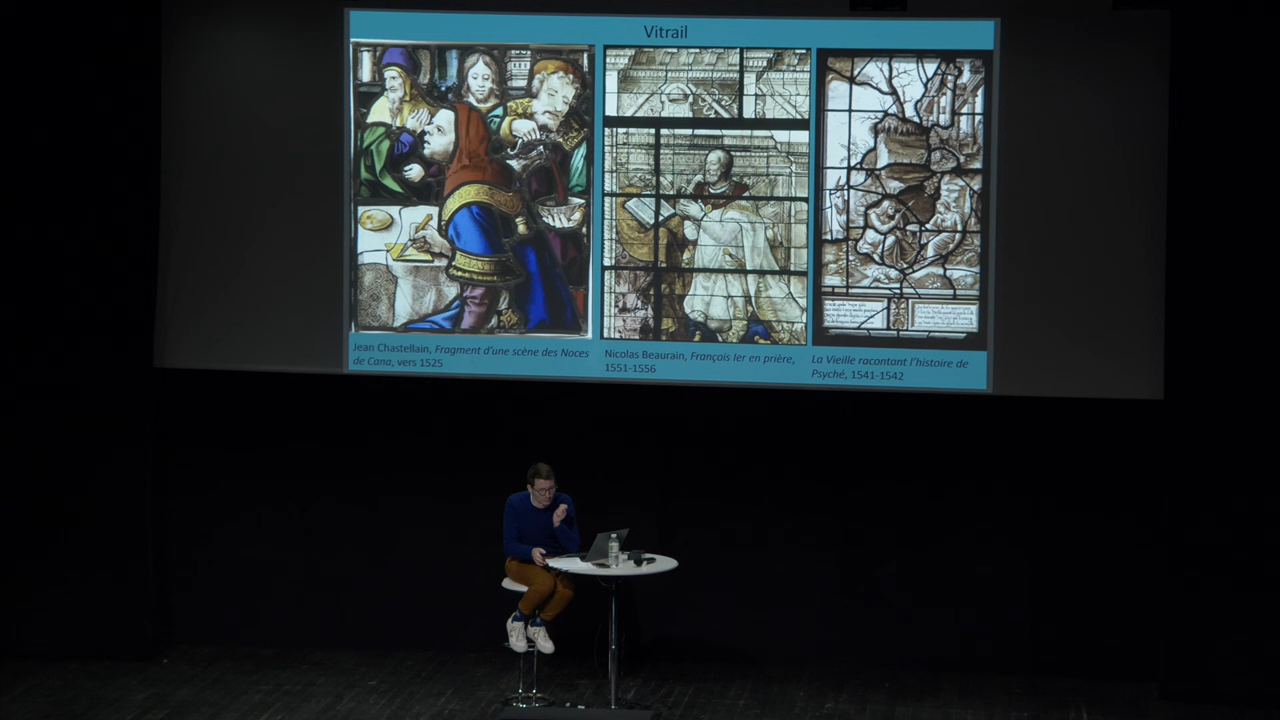 Vitrail
Jean Chastellain, Fragment d'une scène des Noces
de Cana, vers 1525
Nicolas Beaurain, François Ier en prière,
1551-1556
La Vieille racontant l'histoire de
Psyché, 1541-1542